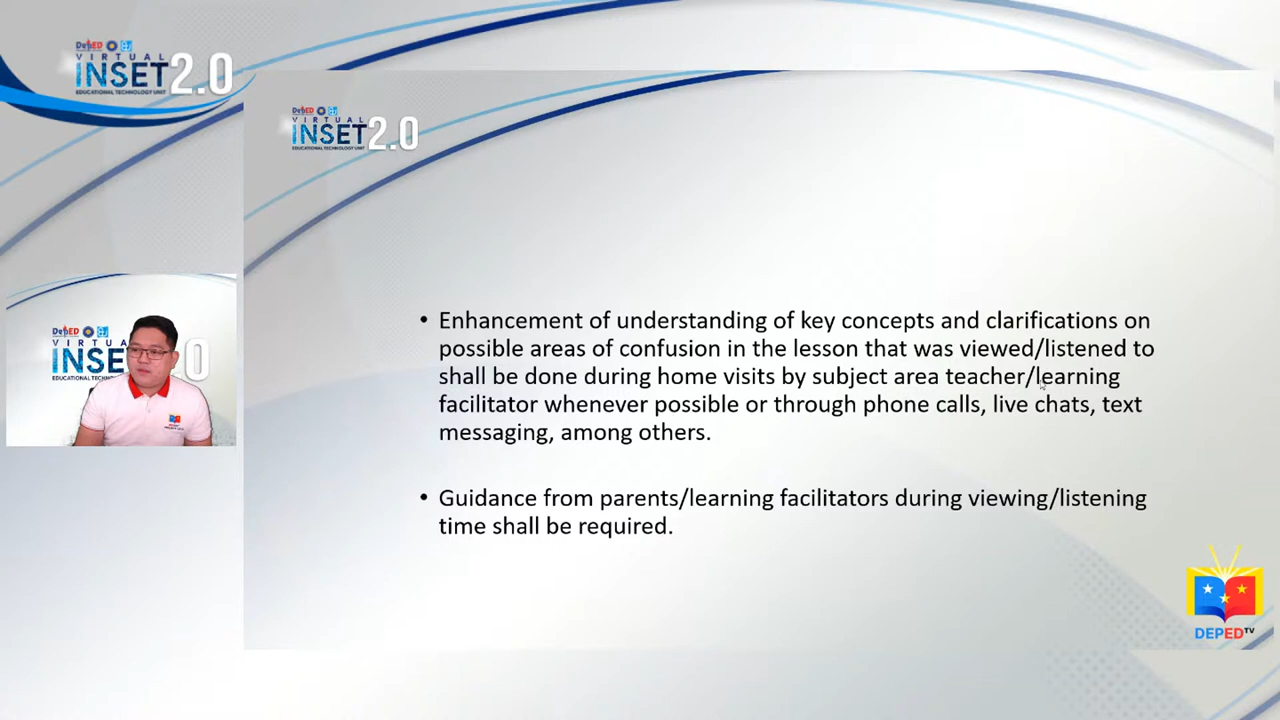 DepED
VIRTUAL
INSET 2.0
EDUCATIONAL TECHNOLOGY UNIT
DepED
VIRTUAL
INSET 2.0
EDUCATIONAL TECHNOLOGY UNIT
DepED
VIRTUA
INSE 0
EDUCATIONAL TECHN
• Enhancement of understanding of key concepts and clarifications on
possible areas of confusion in the lesson that was viewed/listened to
shall be done during home visits by subject area teacher/learning
facilitator whenever possible or through phone calls, live chats, text
messaging, among others.
• Guidance from parents/learning facilitators during viewing/listening
time shall be required.
DEPED TV